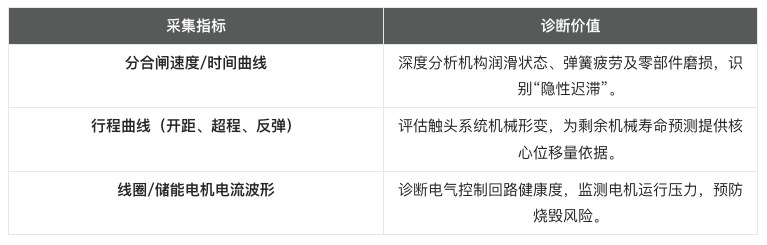 采集指标
诊断价值
分合闸速度/时间曲线
深度分析机构润滑状态、弹簧疲劳及零部件磨损，识
别“隐性迟滞”。
行程曲线（开距、超程、反弹）
评估触头系统机械形变，为剩余机械寿命预测提供核
心位移量依据。
线圈/储能电机电流波形
诊断电气控制回路健康度，监测电机运行压力，预防
烧毁风险。